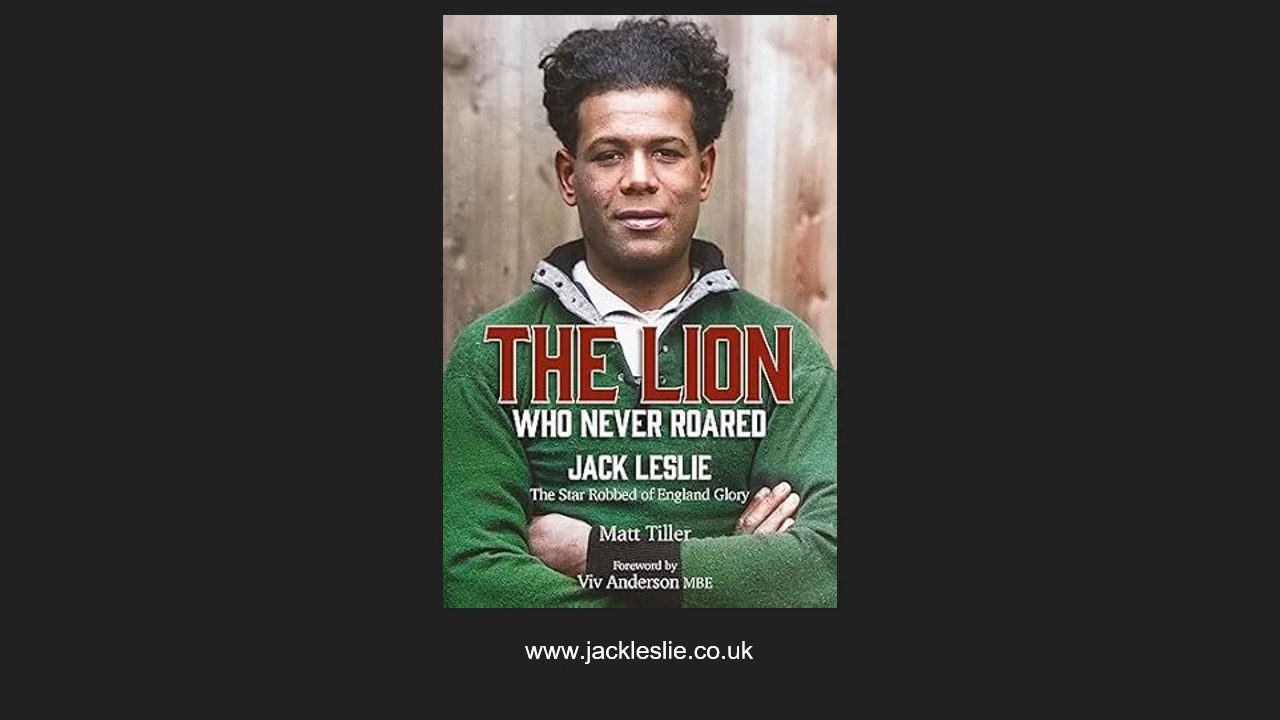 THE LION
WHO NEVER ROARED
JACK LESLIE
The Star Robbed of England Glory
Matt Tiller
Foreword by
Viv Anderson MBE
www.jackleslie.co.uk